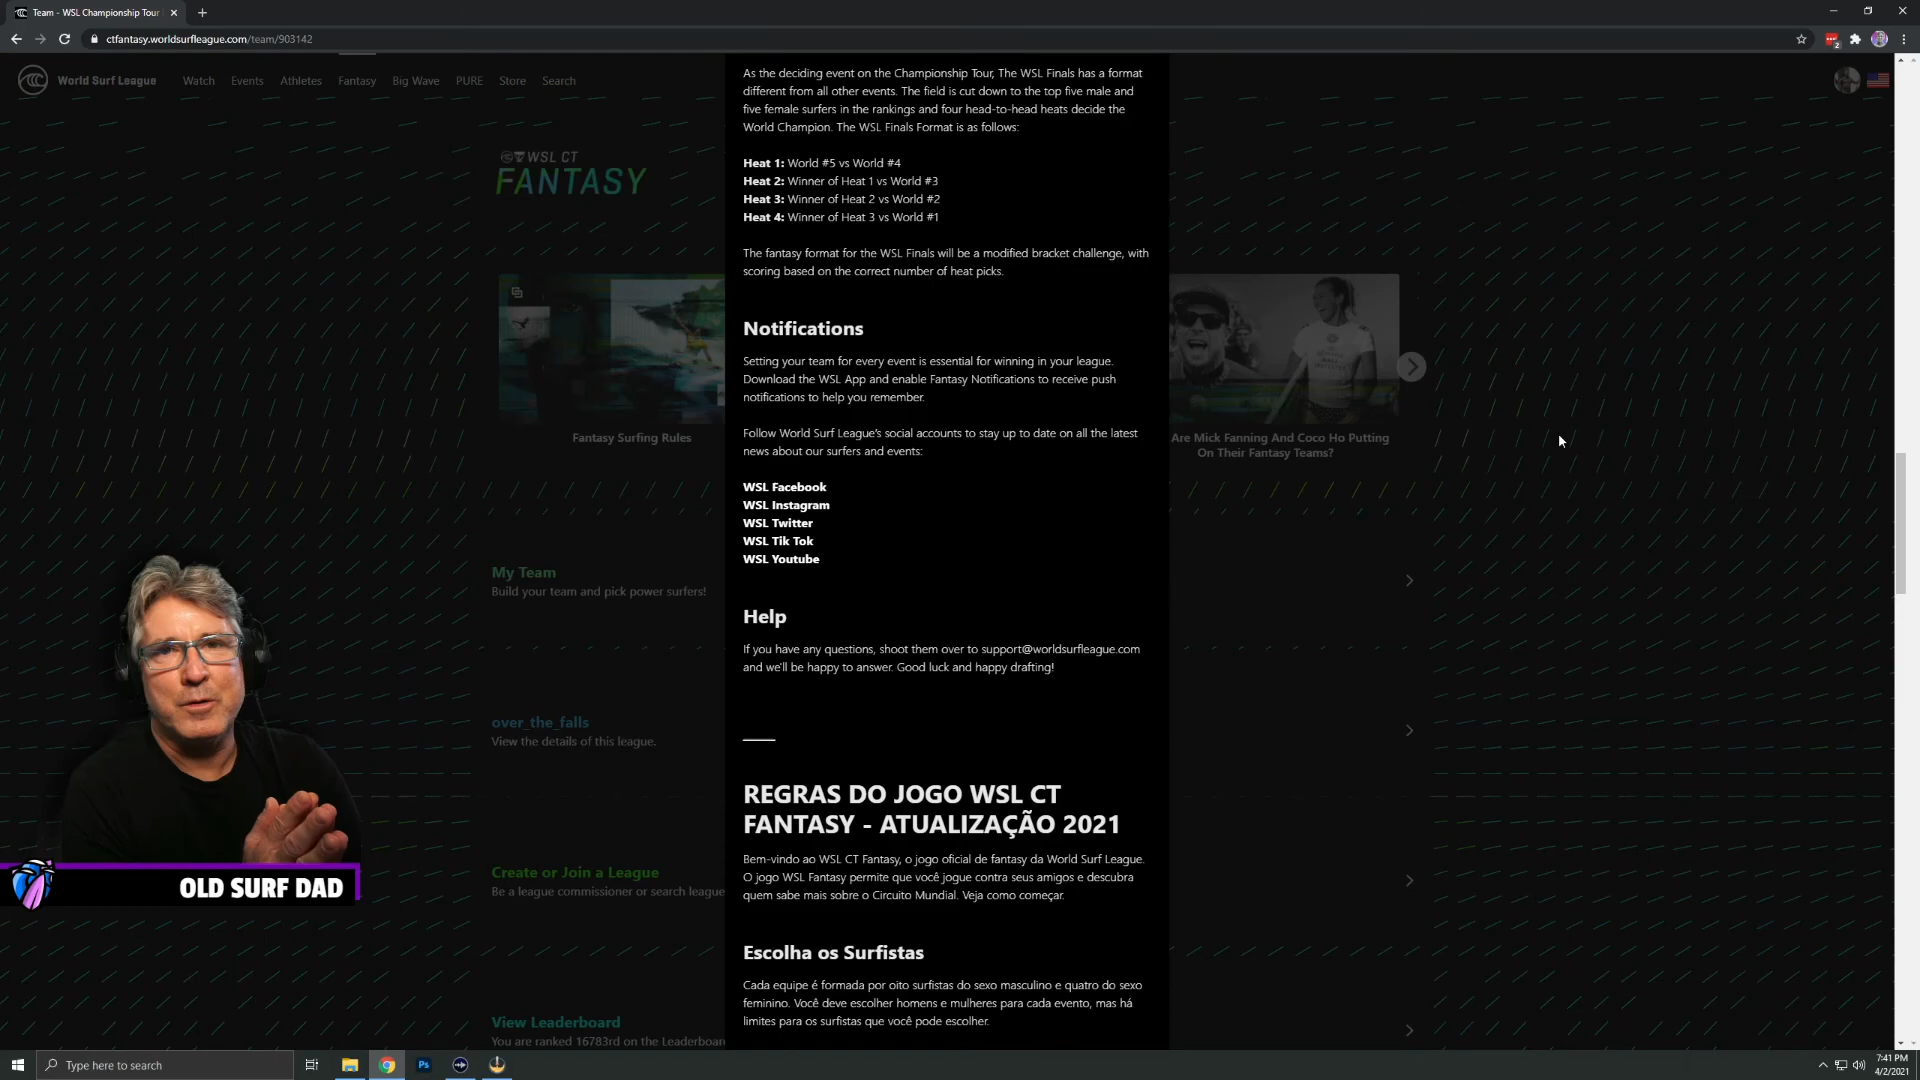 Team - WSL Championship Tour
ctfantasy.worldsurfleague.com/team/903142
World Surf League
Watch
Events
Athletes
Fantasy
Big Wave
PURE
Store
Search
WSL CT
FANTASY
As the deciding event on the Championship Tour, The WSL Finals has a format
different from all other events. The field is cut down to the top five male and
five female surfers in the rankings and four head-to-head heats decide the
World Champion. The WSL Finals Format is as follows:
Heat 1: World #5 vs World #4
Heat 2: Winner of Heat 1 vs World #3
Heat 3: Winner of Heat 2 vs World #2
Heat 4: Winner of Heat 3 vs World #1
The fantasy format for the WSL Finals will be a modified bracket challenge, with
scoring based on the correct number of heat picks.
Notifications
Setting your team for every event is essential for winning in your league.
Download the WSL App and enable Fantasy Notifications to receive push
notifications to help you remember.
Follow World Surf League's social accounts to stay up to date on all the latest
news about our surfers and events:
WSL Facebook
WSL Instagram
WSL Twitter
WSL Tik Tok
WSL Youtube
Help
If you have any questions, shoot them over to support@worldsurfleague.com
and we'll be happy to answer. Good luck and happy drafting!
REGRAS DO JOGO WSL CT
FANTASY - ATUALIZAÇÃO 2021
Bem-vindo ao WSL CT Fantasy, o jogo oficial de fantasy da World Surf League.
O jogo WSL Fantasy permite que você jogue contra seus amigos e descubra
quem sabe mais sobre o Circuito Mundial. Veja como começar.
Escolha os Surfistas
Cada equipe é formada por oito surfistas do sexo masculino e quatro do sexo
feminino. Você deve escolher homens e mulheres para cada evento, mas há
limites para os surfistas que você pode escolher.
Fantasy Surfing Rules
Are Mick Fanning And Coco Ho Putting
On Their Fantasy Teams?
My Team
Build your team and pick power surfers!
over_the_falls
View the details of this league.
Create or Join a League
Be a league commissioner or search league
View Leaderboard
You are ranked 16783rd on the Leaderboar
OLD SURF DAD
Type here to search
Ps
2
7:41 PM
4/2/2021